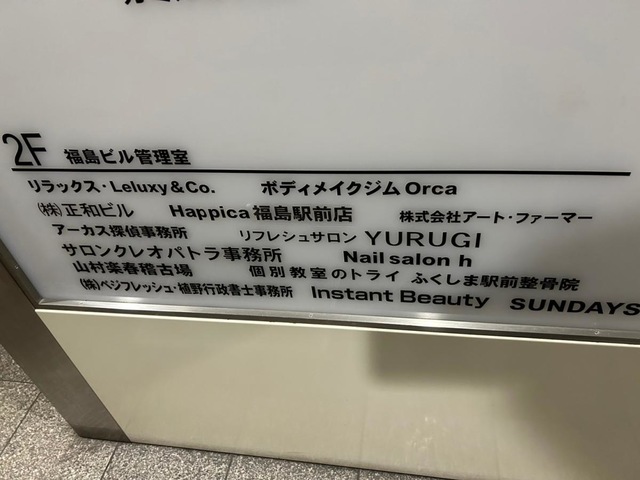 2F 福島ビル管理室
リラックス・Leluxy&Co. ボディメイクジムOrca
㈱正和ビル Happica福島駅前店 株式会社アート・ファーマー
アーカス探偵事務所 リフレシュサロン YURUGI
サロンクレオパトラ事務所 Nail salon h
山村楽春稽古場 個別教室のトライ ふくしま駅前整骨院
㈱ベジフレッシュ・植野行政書士事務所 Instant Beauty SUNDAYS